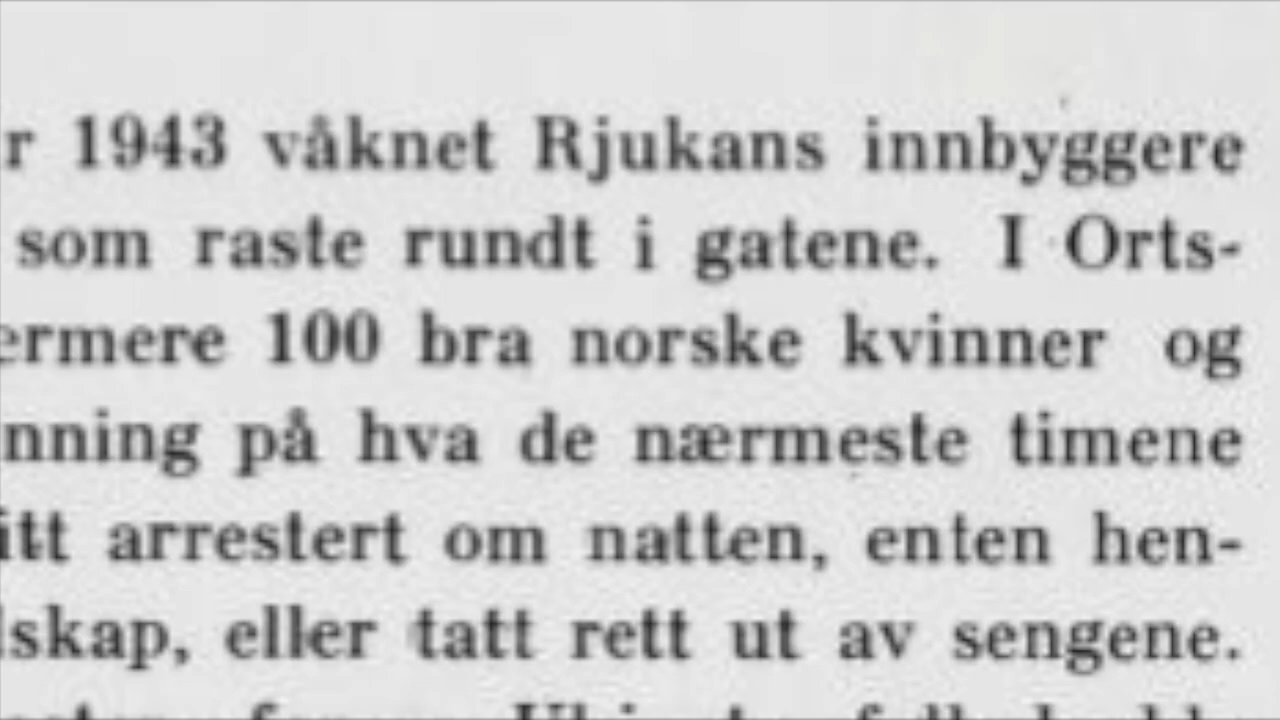 r 1943 våknet Rjukans innbyggere
som raste rundt i gatene. I Orts-
ermere 100 bra norske kvinner og
nning på hva de nærmeste timene
itt arrestert om natten, enten hen-
lskap, eller tatt rett ut av sengene.